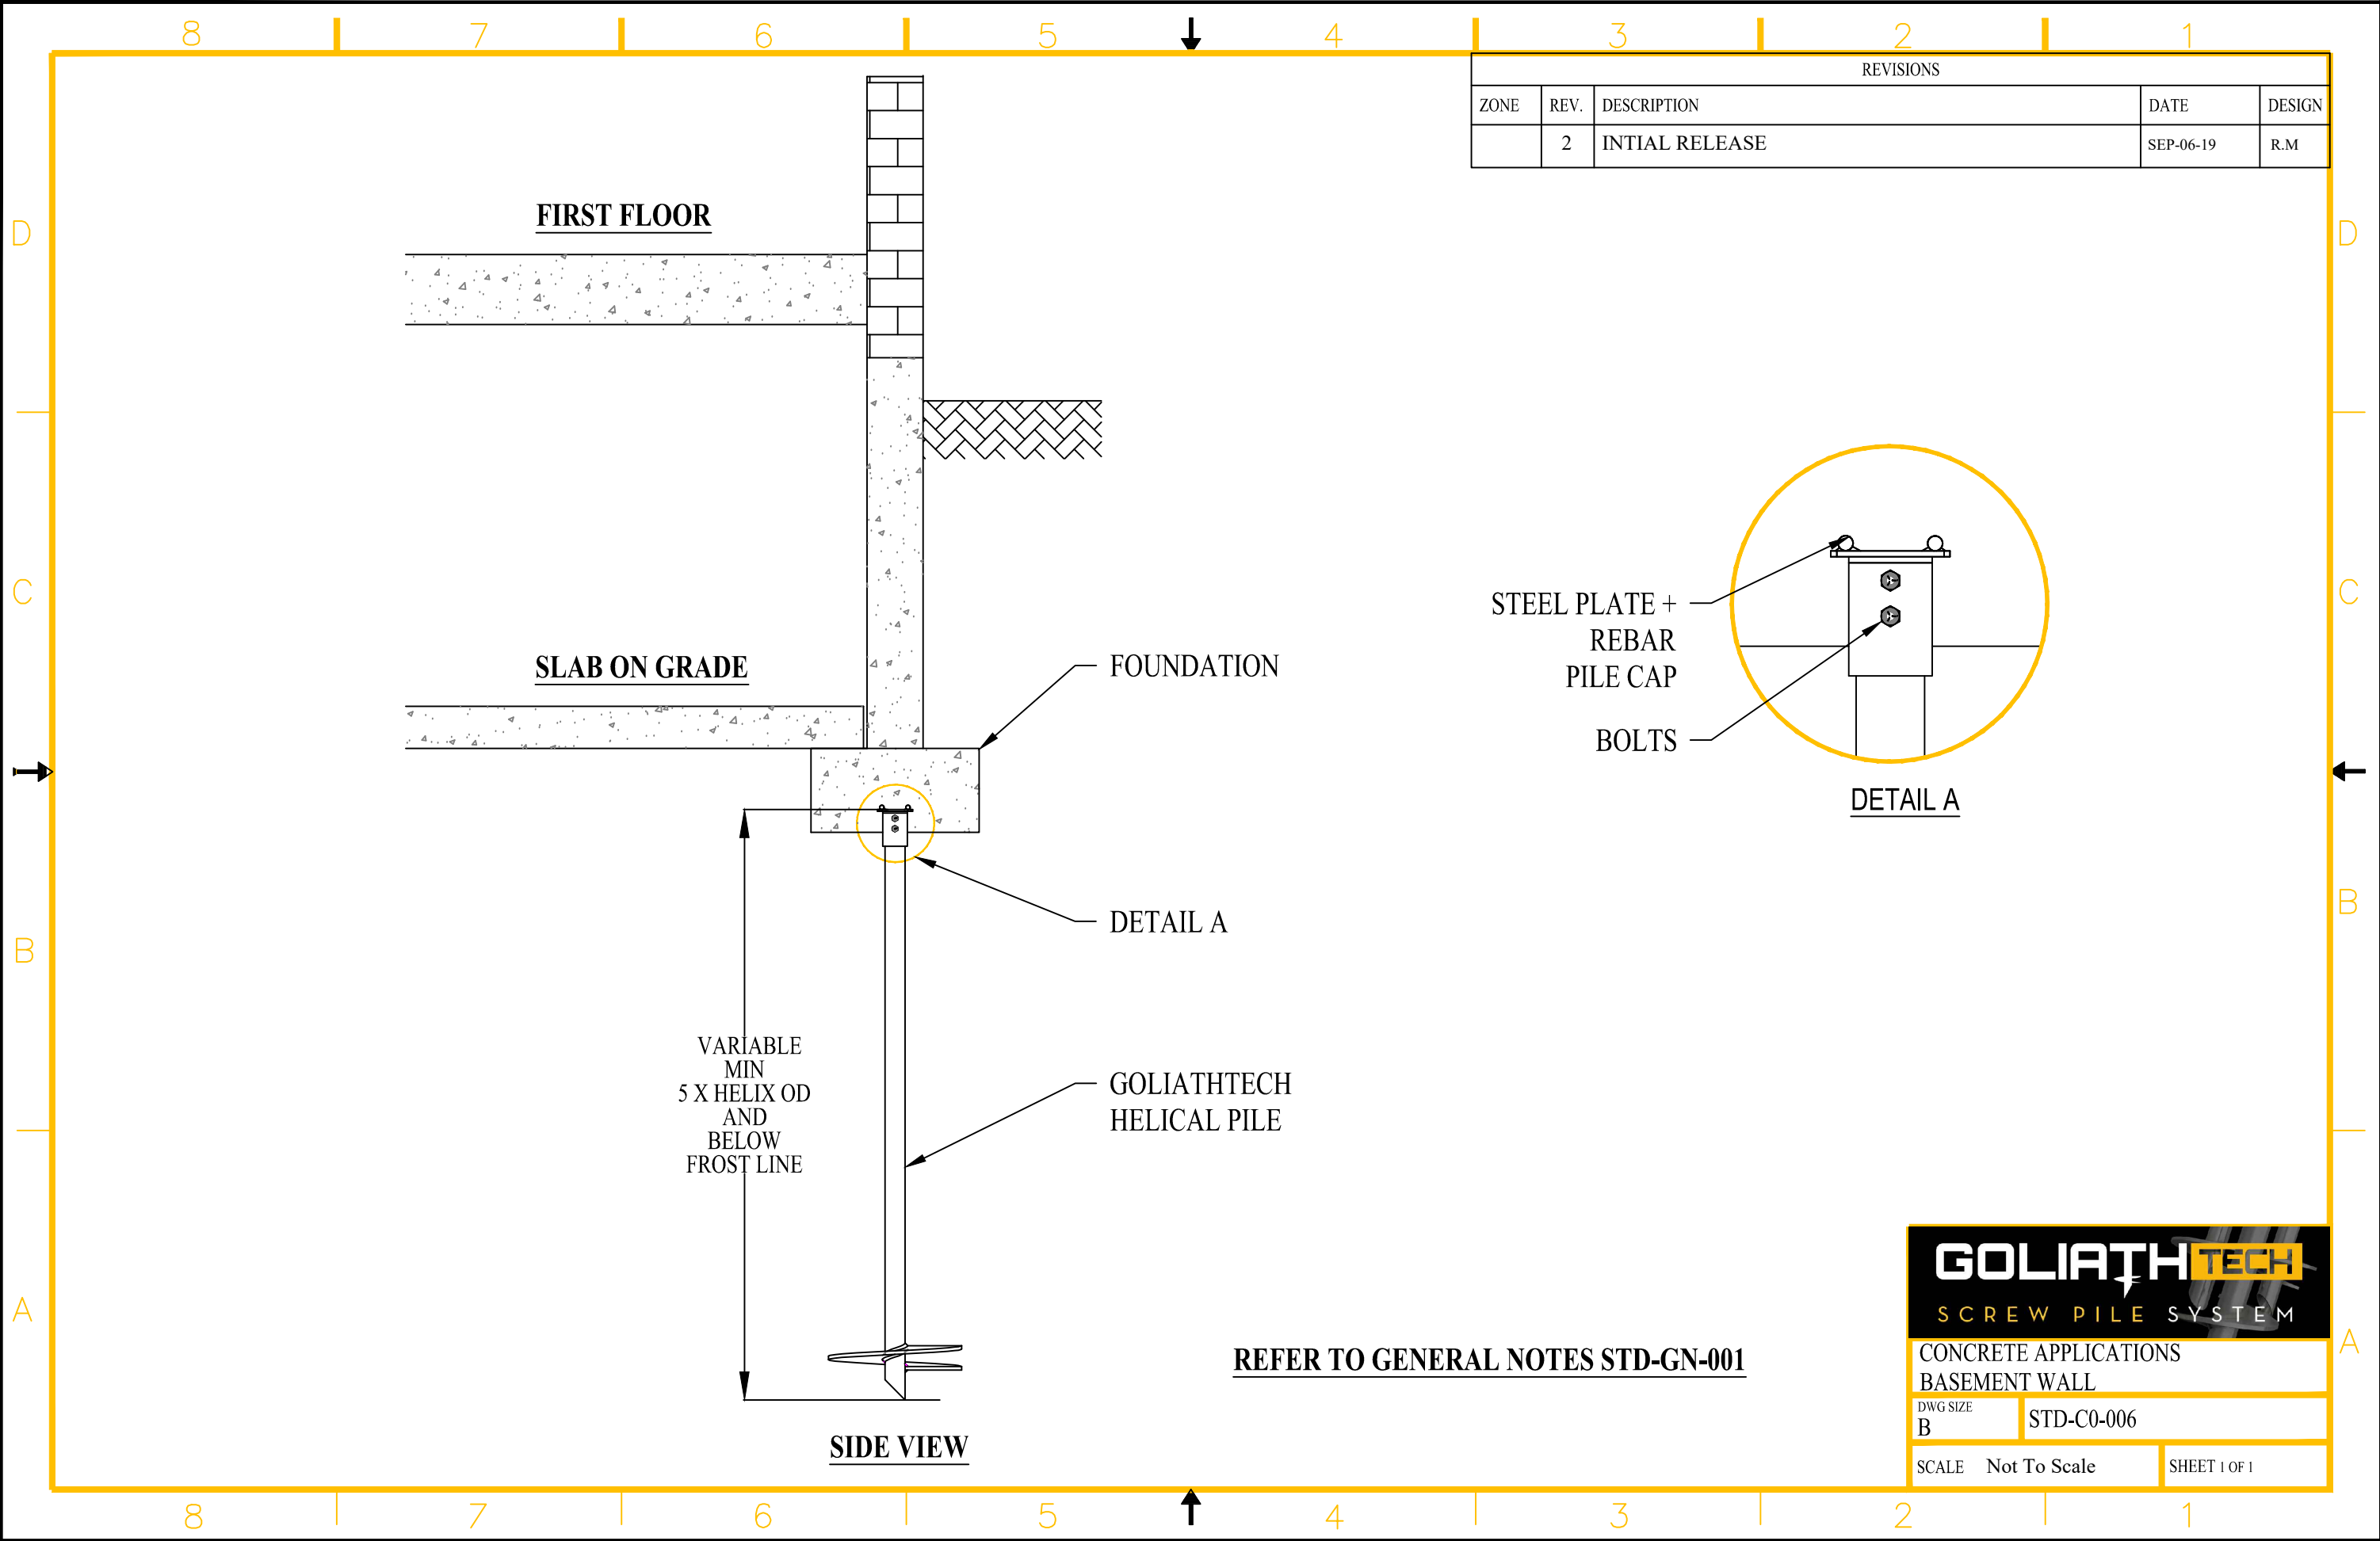 8 7 6 5 4 3 2 1
REVISIONS
ZONE REV. DESCRIPTION DATE DESIGN
2 INTIAL RELEASE SEP-06-19 R.M
D D
FIRST FLOOR
C C
STEEL PLATE +
REBAR
PILE CAP
BOLTS
DETAIL A
SLAB ON GRADE
FOUNDATION
B B
DETAIL A
VARIABLE
MIN
5 X HELIX OD
AND
BELOW
FROST LINE
GOLIATHTECH
HELICAL PILE
A A
SIDE VIEW
REFER TO GENERAL NOTES STD-GN-001
GOLIATHTECH
SCREW PILE SYSTEM
CONCRETE APPLICATIONS
BASEMENT WALL
DWG SIZE
B
STD-C0-006
SCALE Not To Scale
SHEET 1 OF 1
8 7 6 5 4 3 2 1